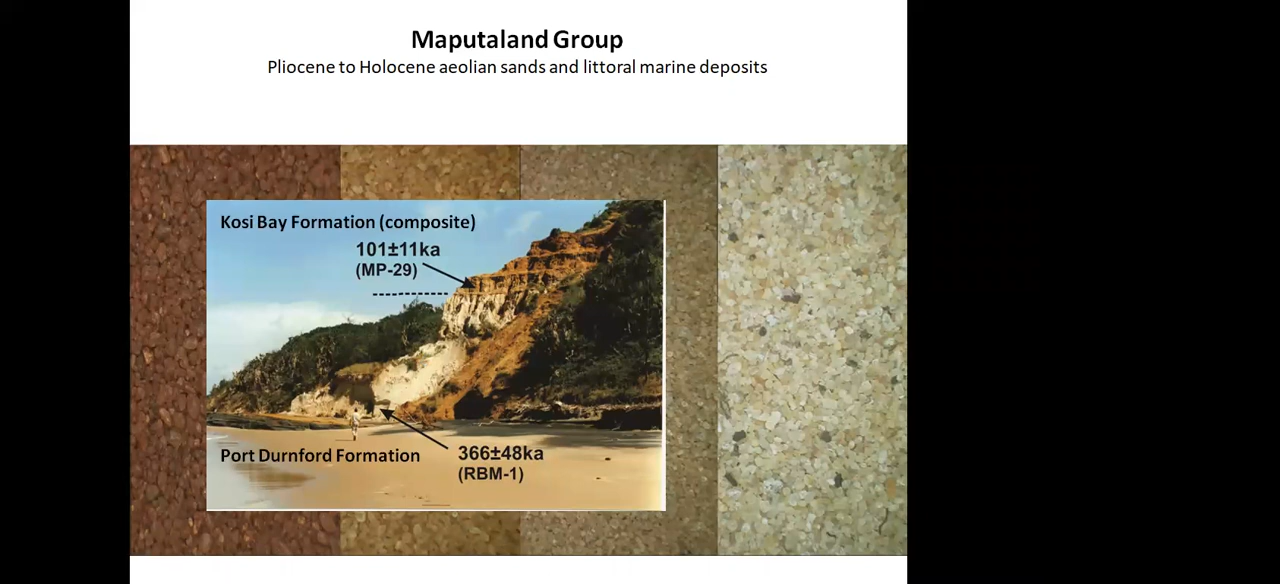 Maputaland Group
Pliocene to Holocene aeolian sands and littoral marine deposits
Kosi Bay Formation (composite)
101±11ka
(MP-29)
Port Durnford Formation
366±48ka
(RBM-1)